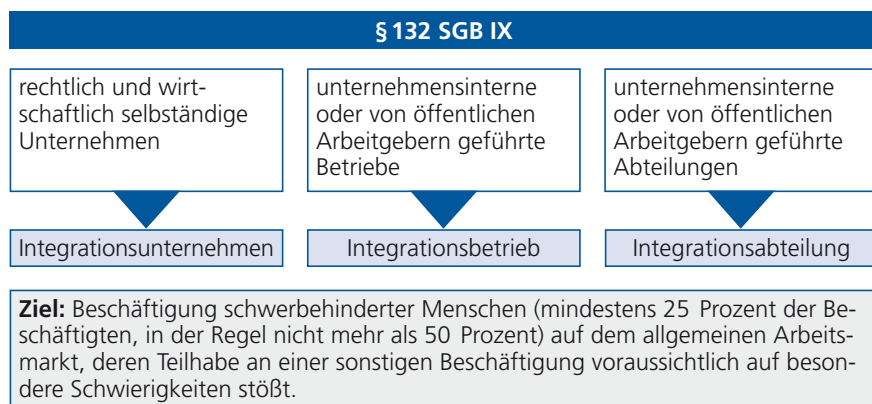 § 132 SGB IX
rechtlich und wirt-
schaftlich selbständige
Unternehmen
unternehmensinterne
oder von öffentlichen
Arbeitgebern geführte
Betriebe
unternehmensinterne
oder von öffentlichen
Arbeitgebern geführte
Abteilungen
Integrationsunternehmen
Integrationsbetrieb
Integrationsabteilung
Ziel: Beschäftigung schwerbehinderter Menschen (mindestens 25 Prozent der Be-
schäftigten, in der Regel nicht mehr als 50 Prozent) auf dem allgemeinen Arbeits-
markt, deren Teilhabe an einer sonstigen Beschäftigung voraussichtlich auf beson-
dere Schwierigkeiten stößt.